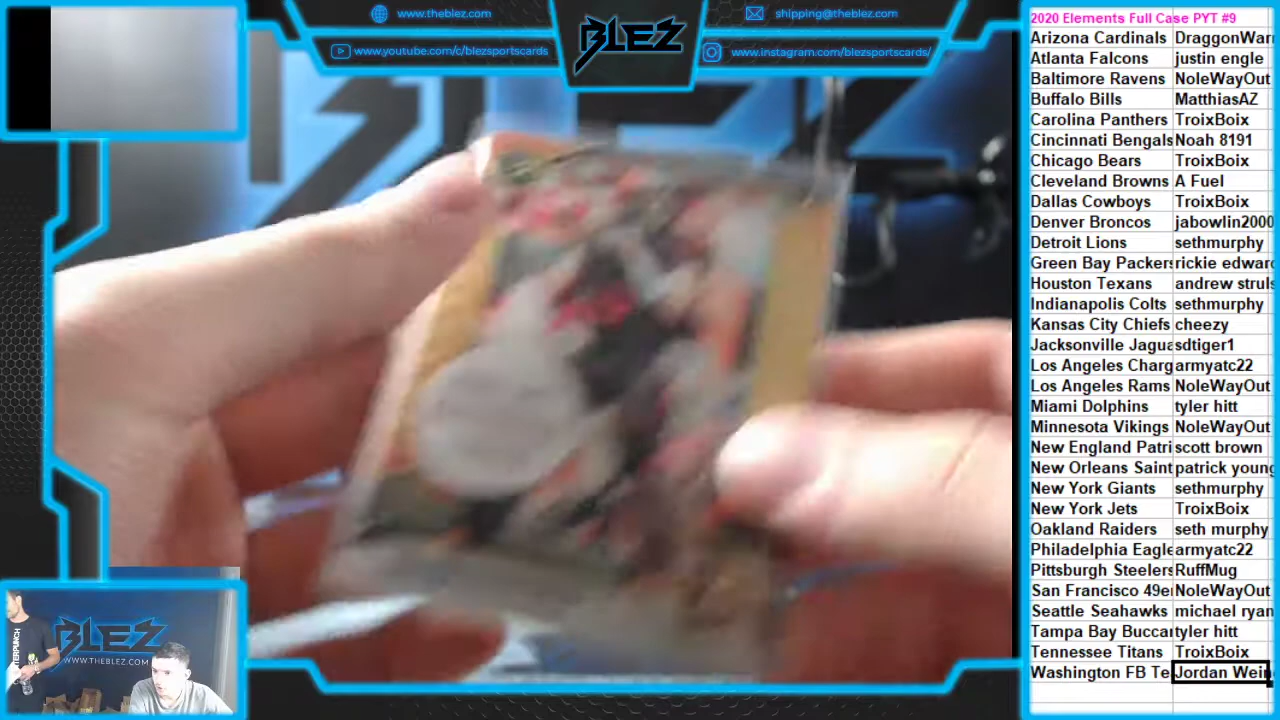 www.theblez.com
shipping@theblez.com
www.youtube.com/c/blezsportscards
BLEZ
www.instagram.com/blezsportscards/
2020 Elements Full Case PYT #9
Arizona Cardinals DraggonWar
Atlanta Falcons justin engle
Baltimore Ravens NoleWayOut
Buffalo Bills MatthiasAZ
Carolina Panthers TroixBoix
Cincinnati Bengals Noah 8191
Chicago Bears TroixBoix
Cleveland Browns A Fuel
Dallas Cowboys TroixBoix
Denver Broncos jabowlin2000
Detroit Lions sethmurphy
Green Bay Packers rickie edward
Houston Texans andrew struls
Indianapolis Colts sethmurphy
Kansas City Chiefs cheezy
Jacksonville Jagua sdtiger1
Los Angeles Charg armyatc22
Los Angeles Rams NoleWayOut
Miami Dolphins tyler hitt
Minnesota Vikings NoleWayOut
New England Patri scott brown
New Orleans Saint patrick young
New York Giants sethmurphy
New York Jets TroixBoix
Oakland Raiders seth murphy
Philadelphia Eagle armyatc22
Pittsburgh Steelers RuffMug
San Francisco 49er NoleWayOut
Seattle Seahawks michael ryan
Tampa Bay Buccan tyler hitt
Tennessee Titans TroixBoix
Washington FB Te Jordan Wein
BLEZ
WWW.THEBLEZ.COM